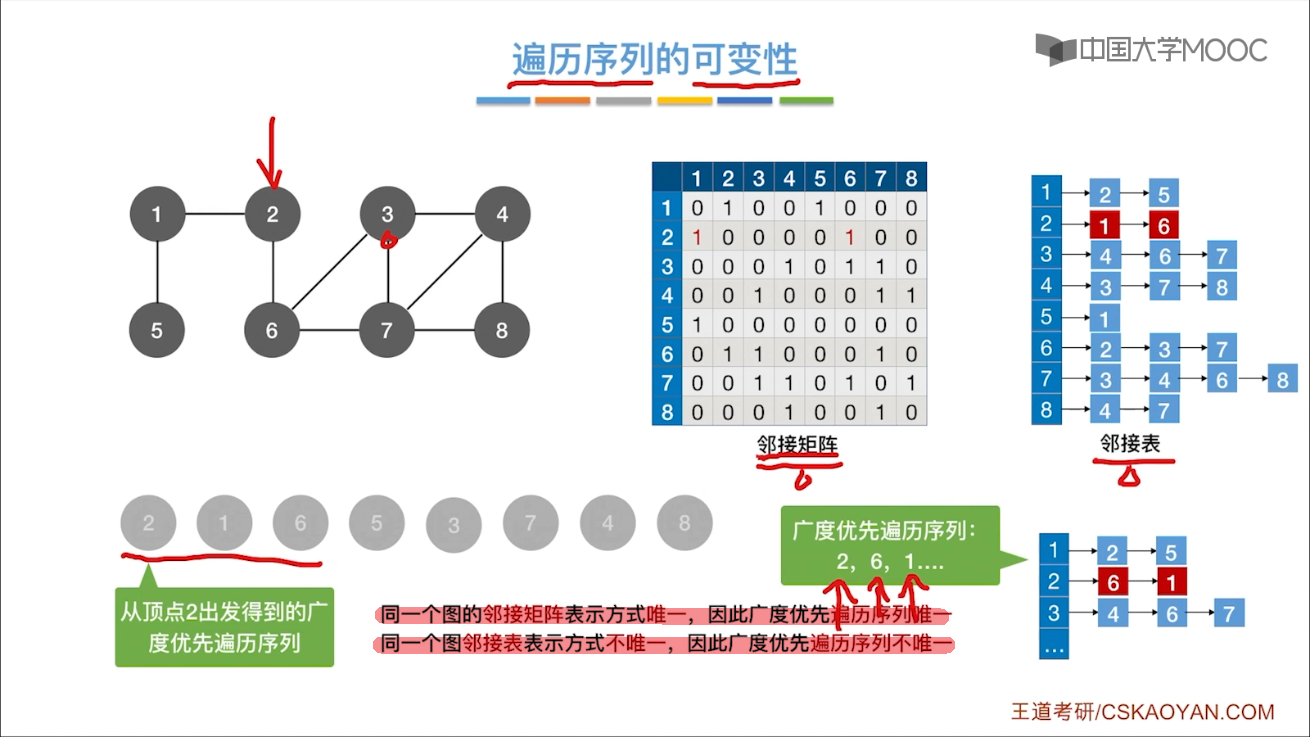 遍历序列的可变性
中国大学MOOC
1 2 3 4
5 6 7 8
1 2 3 4 5 6 7 8
1 0 1 0 0 1 0 0 0
2 1 0 0 0 0 1 0 0
3 0 0 0 1 0 1 1 0
4 0 0 1 0 0 0 1 1
5 1 0 0 0 0 0 0 0
6 0 1 1 0 0 0 1 0
7 0 0 1 1 0 1 0 1
8 0 0 0 1 0 0 1 0
邻接矩阵
1 2 5
2 1 6
3 4 6 7
4 3 7 8
5 1
6 2 3 7
7 3 4 6 8
8 4 7
邻接表
2 1 6 5 3 7 4 8
从顶点2出发得到的广
度优先遍历序列
广度优先遍历序列：
2, 6, 1....
1 2 5
2 6 1
3 4 6 7
...
同一个图的邻接矩阵表示方式唯一，因此广度优先遍历序列唯一
同一个图邻接表表示方式不唯一，因此广度优先遍历序列不唯一
王道考研/CSKAOYAN.COM